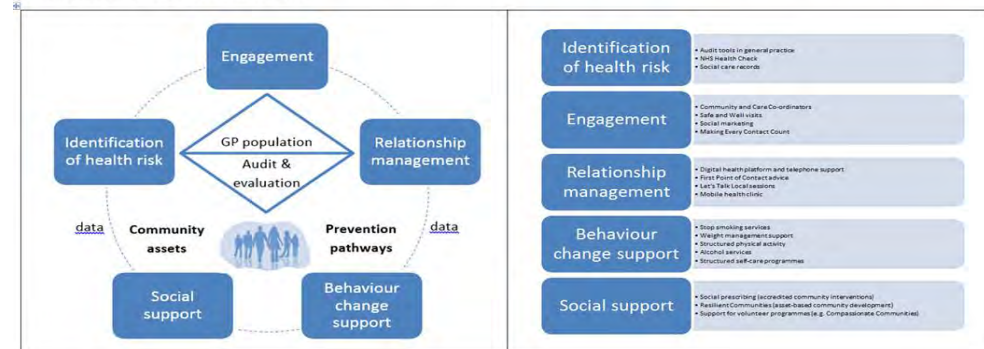 Engagement
Identification
of health risk
GP population
Audit &
evaluation
Relationship
management
data
Community
assets
Prevention
pathways
data
Social
support
Behaviour
change
support
Identification
of health risk
• Audit tools in general practice
• NHS Health Check
• Social care records
Engagement
• Community and Care Co-ordinators
• Safe and Well visits
• Social marketing
• Making Every Contact Count
Relationship
management
• Digital health platform and telephone support
• First Point of Contact advice
• Let's Talk Local sessions
• Mobile health clinic
Behaviour
change support
• Stop smoking services
• Weight management support
• Structured physical activity
• Alcohol services
• Structured self-care programmes
Social support
• Social prescribing (accredited community interventions)
• Resilient Communities (asset-based community development)
• Support for volunteer programmes (e.g. Compassionate Communities)